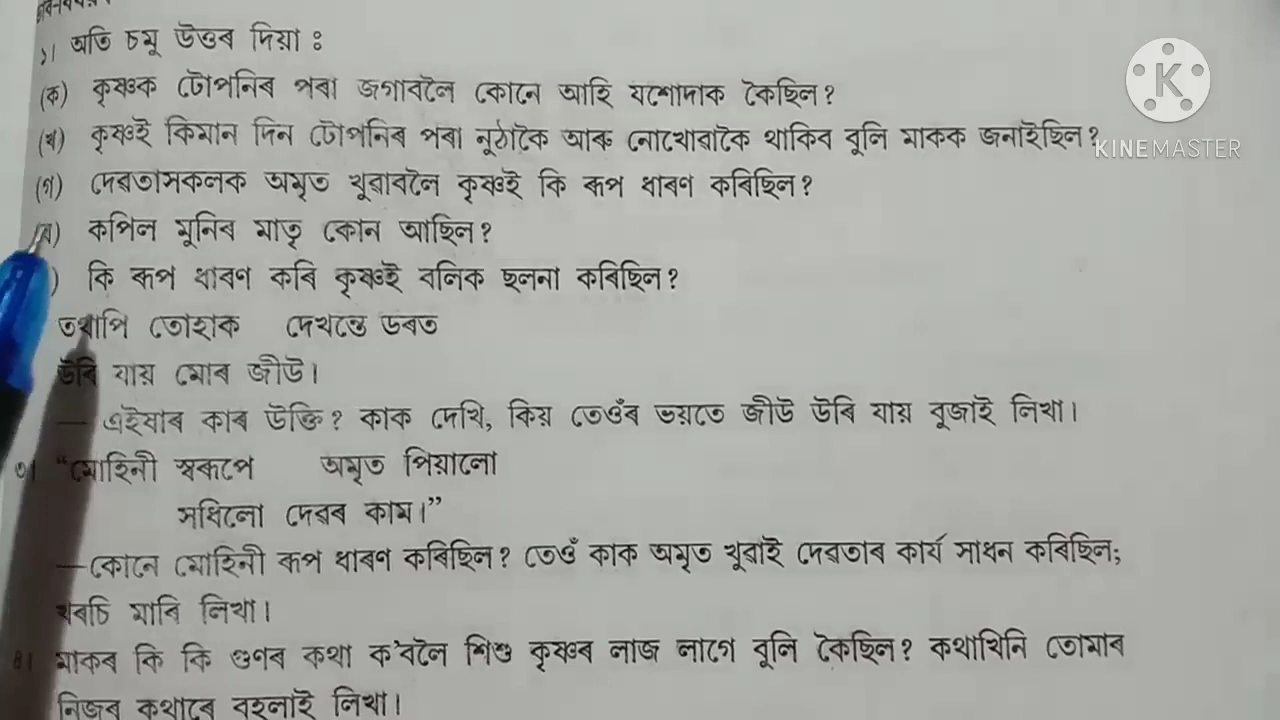 ১। অতি চমু উত্তৰ দিয়া :
(ক) কৃষ্ণক টোপনিৰ পৰা জগাবলৈ কোনে আহি যশোদাক কৈছিল?
(খ) কৃষ্ণই কিমান দিন টোপনিৰ পৰা নুঠাকৈ আৰু নোখোৱাকৈ থাকিব বুলি মাকক জনাইছিল?
(গ) দেৱতাসকলক অমৃত খুৱাবলৈ কৃষ্ণই কি ৰূপ ধাৰণ কৰিছিল?
কপিল মুনিৰ মাতৃ কোন আছিল?
) কি ৰূপ ধাৰণ কৰি কৃষ্ণই বলিক ছলনা কৰিছিল?
তথাপি তোহাক দেখন্তে ডৰত
উৰি যায় মোৰ জীউ।
— এইষাৰ কাৰ উক্তি? কাক দেখি, কিয় তেওঁৰ ভয়তে জীউ উৰি যায় বুজাই লিখা।
৩। “মোহিনী স্বৰূপে অমৃত পিয়ালো
সধিলো দেৱৰ কাম।”
—কোনে মোহিনী ৰূপ ধাৰণ কৰিছিল? তেওঁ কাক অমৃত খুৱাই দেৱতাৰ কাৰ্য সাধন কৰিছিল;
খৰচি মাৰি লিখা।
৪। মাকৰ কি কি গুণৰ কথা ক'বলৈ শিশু কৃষ্ণৰ লাজ লাগে বুলি কৈছিল? কথাখিনি তোমাৰ
নিজৰ কথাৰে বহলাই লিখা।
KINEMASTER